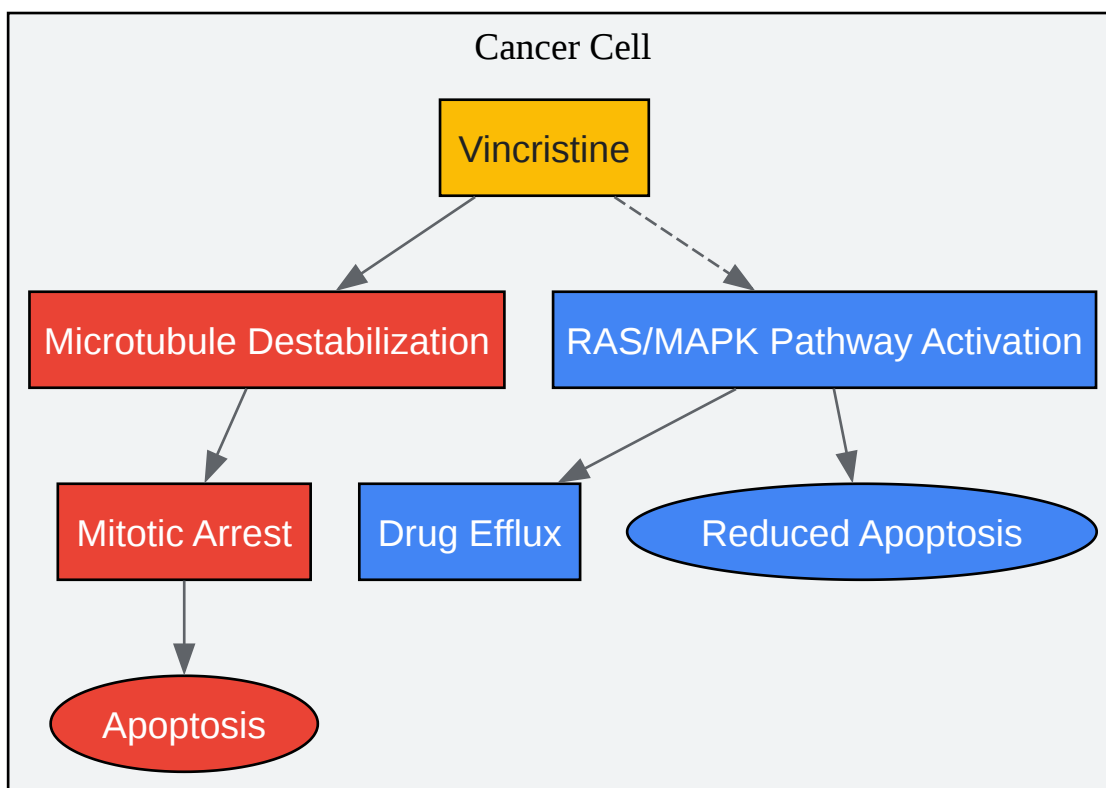 Cancer Cell
Vincristine
Microtubule Destabilization
RAS/MAPK Pathway Activation
Mitotic Arrest
Drug Efflux
Reduced Apoptosis
Apoptosis